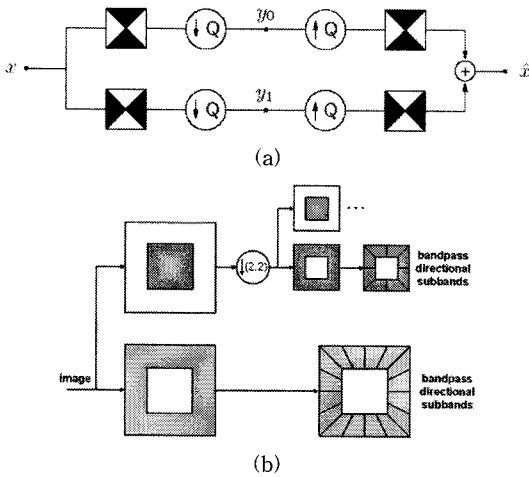 y0
x
↓ Q
↑ Q
+
x̂
y1
↓ Q
↑ Q
(a)
...
↓(2,2)
bandpass
directional
subbands
image
bandpass
directional
subbands
(b)